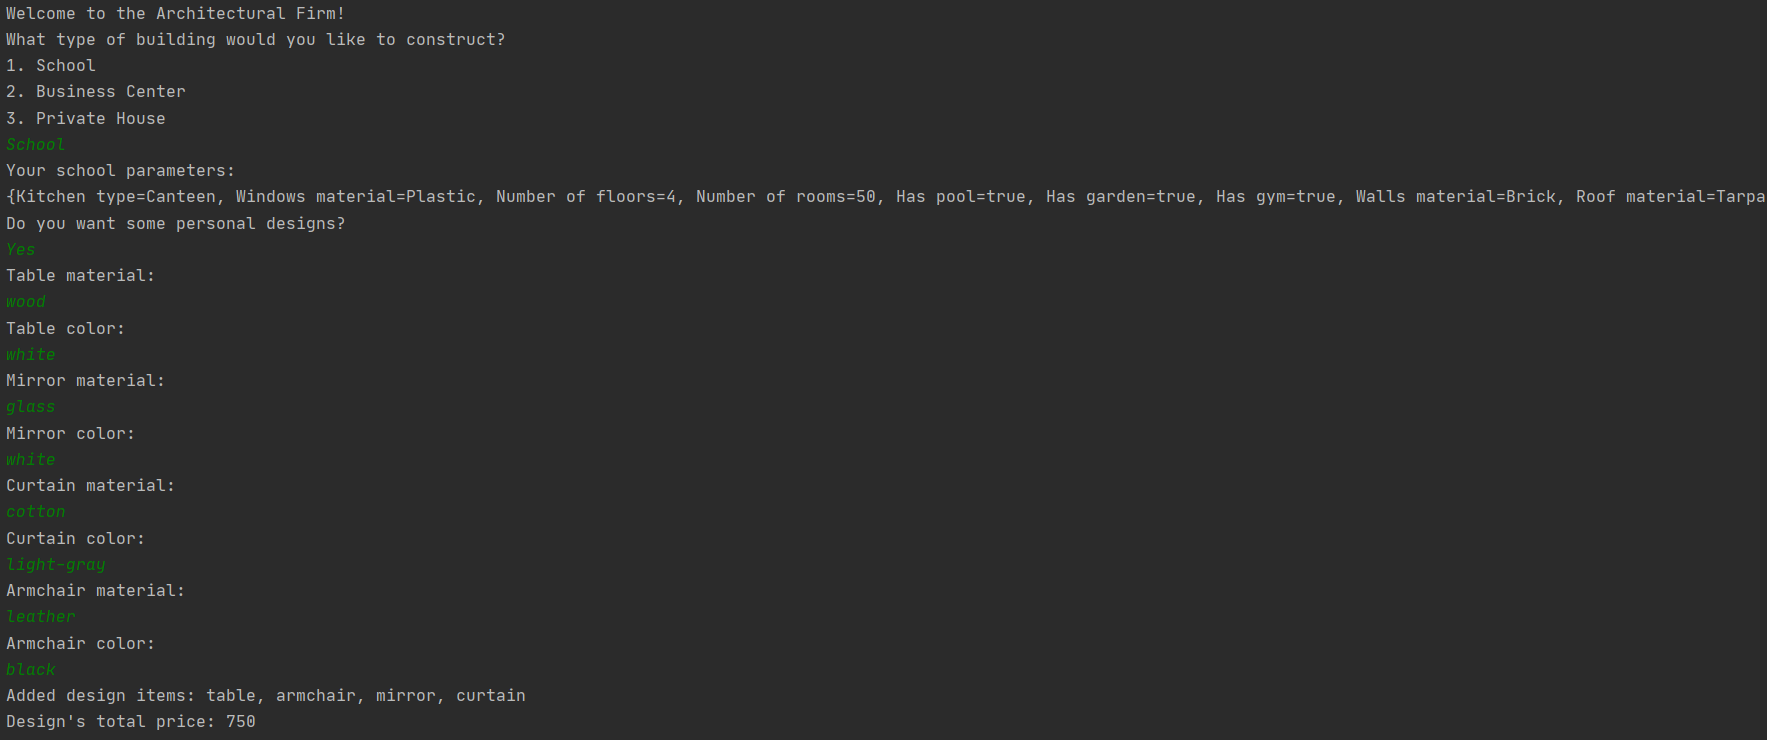 Welcome to the Architectural Firm!
What type of building would you like to construct?
1. School
2. Business Center
3. Private House
School
Your school parameters:
{Kitchen type=Canteen, Windows material=Plastic, Number of floors=4, Number of rooms=50, Has pool=true, Has garden=true, Has gym=true, Walls material=Brick, Roof material=Tarpa
Do you want some personal designs?
Yes
Table material:
wood
Table color:
white
Mirror material:
glass
Mirror color:
white
Curtain material:
cotton
Curtain color:
light-gray
Armchair material:
leather
Armchair color:
black
Added design items: table, armchair, mirror, curtain
Design's total price: 750